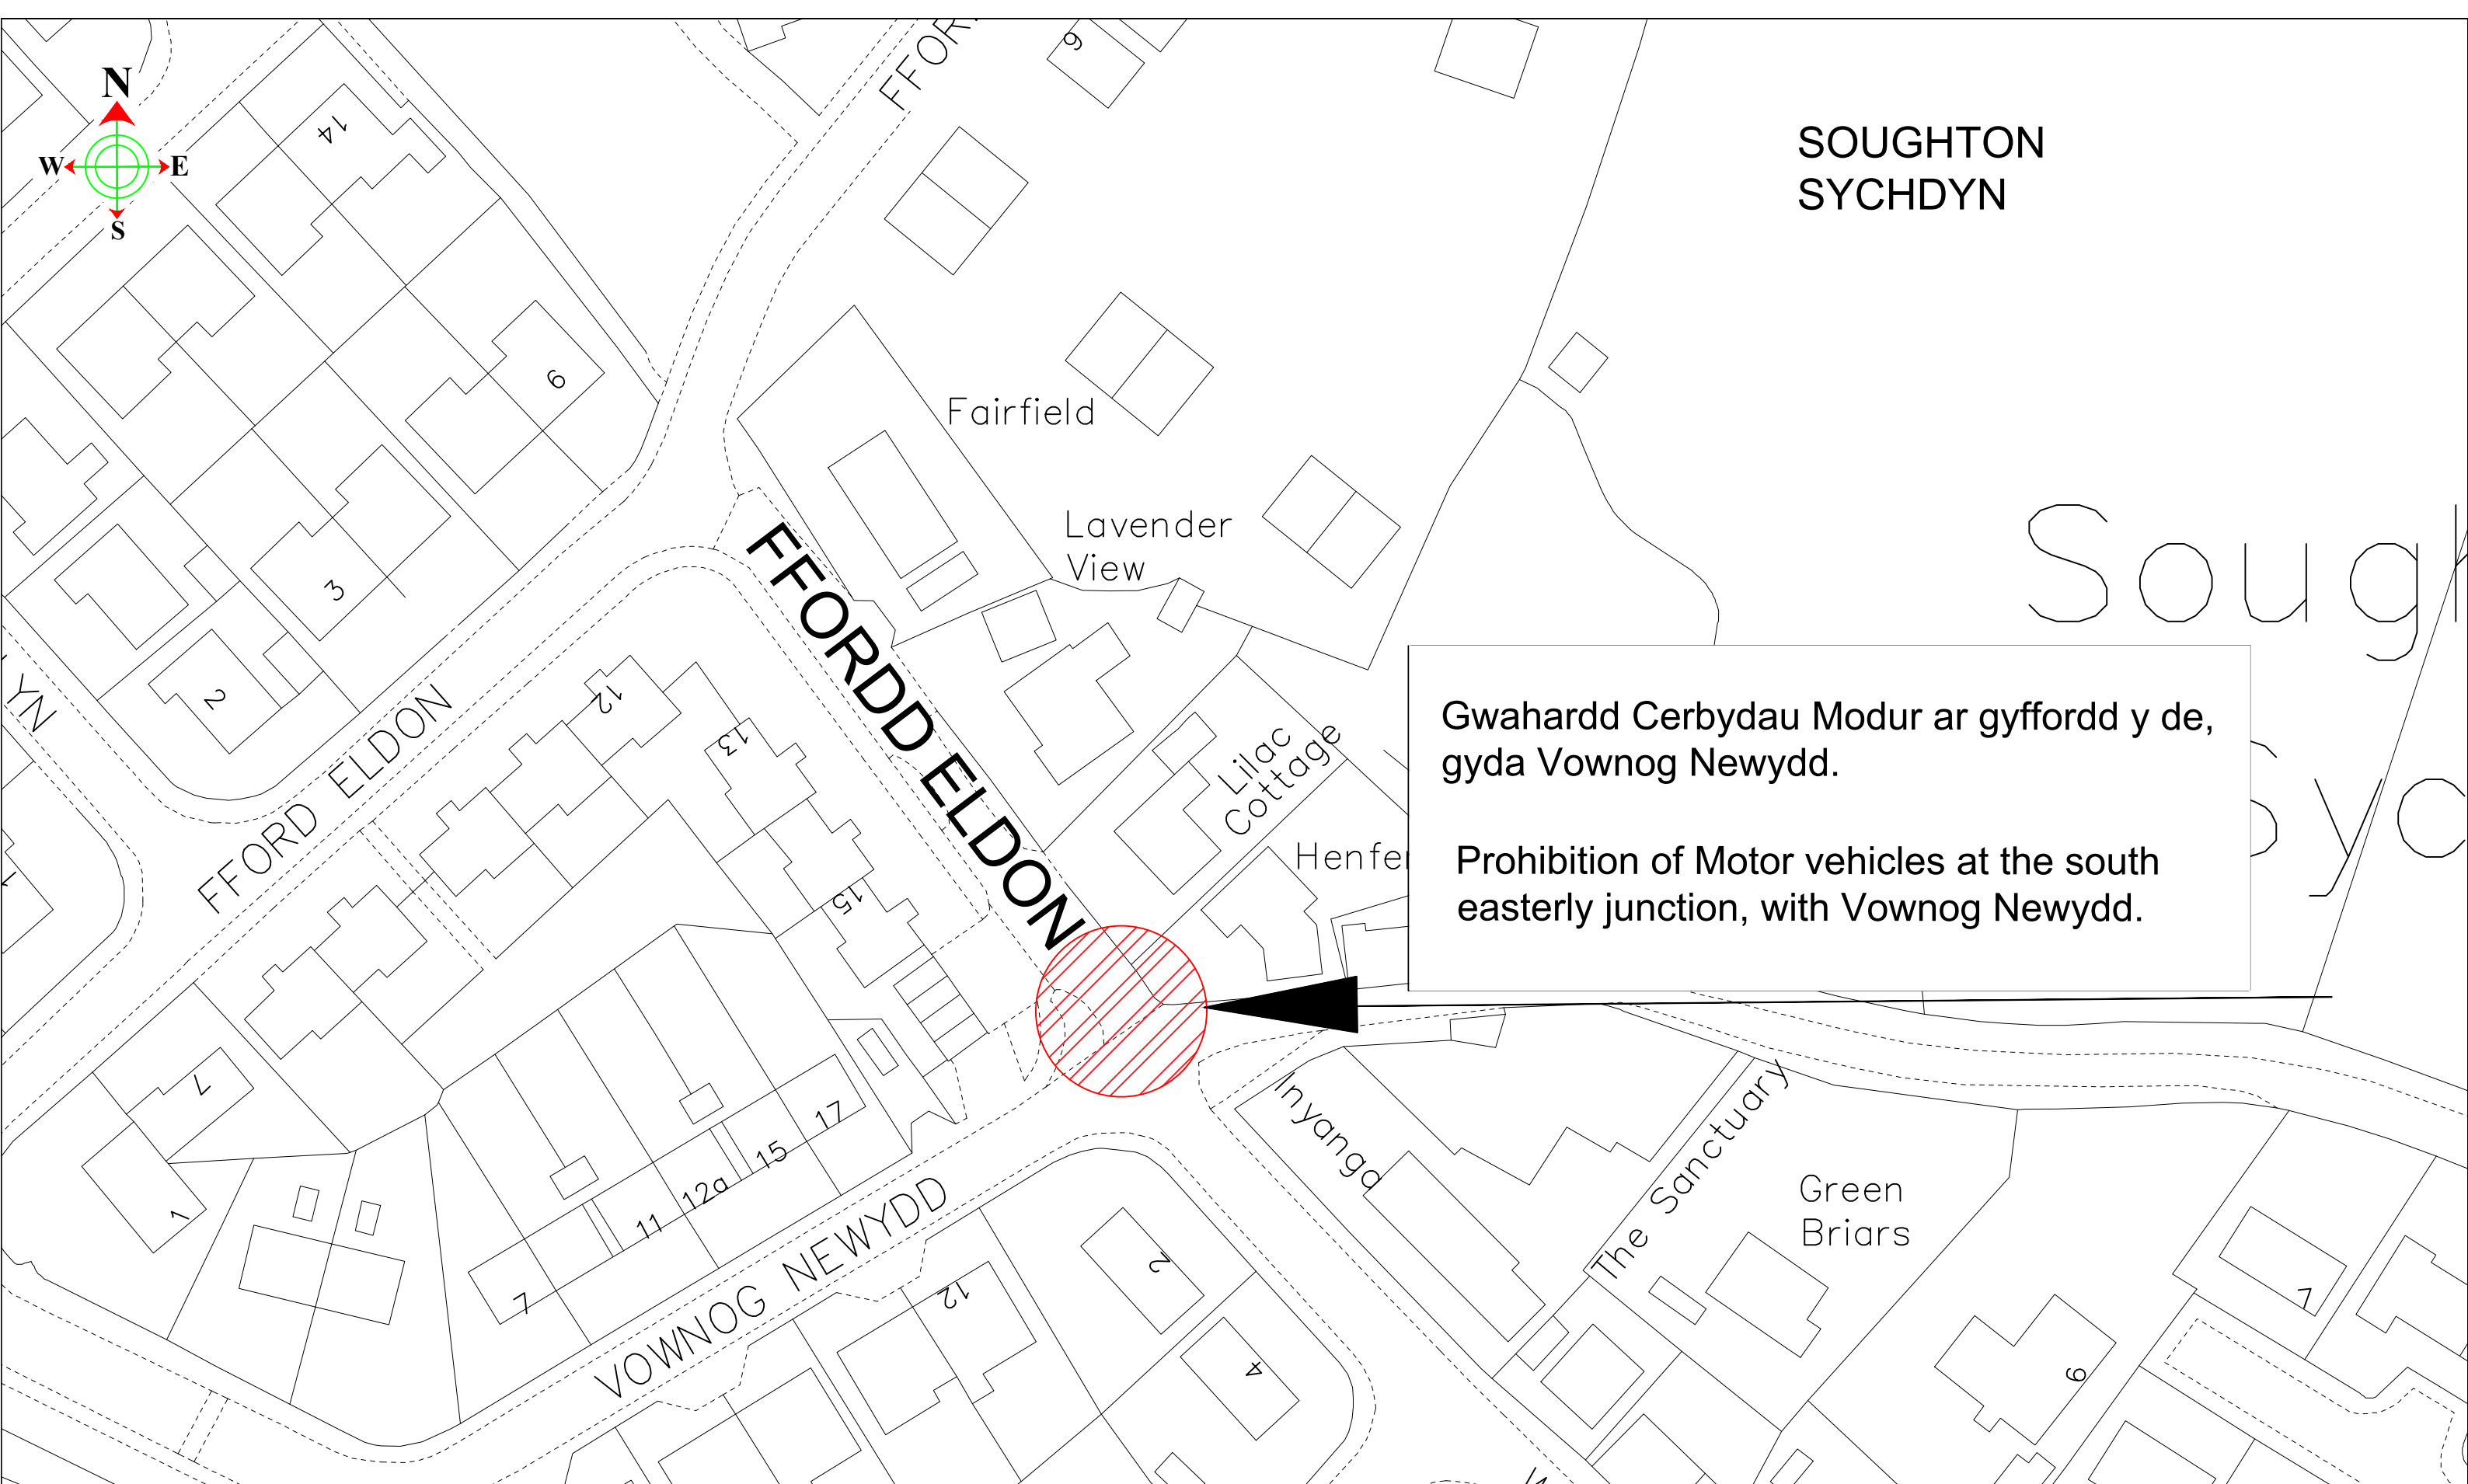 N
W
E
S
SOUGHTON
SYCHDYN
14
9
6
3
2
Fairfield
Lavender
View
FFORDD ELDON
FFORD ELDON
12
13
15
Lilac
Cottage
Gwahardd Cerbydau Modur ar gyffordd y de,
gyda Vownog Newydd.
Prohibition of Motor vehicles at the south
easterly junction, with Vownog Newydd.
7
1
7
11
12a
15
17
VOWNOG NEWYDD
12
2
4
Inyanga
The Sanctuary
Green
Briars
7